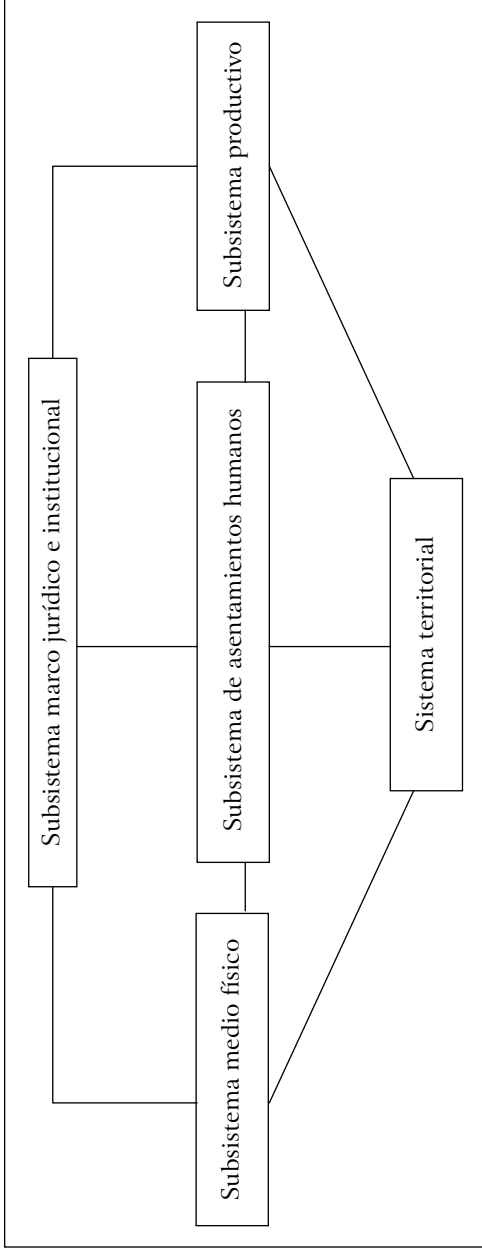 Subsistema marco jurídico e institucional
Subsistema medio físico
Subsistema de asentamientos humanos
Subsistema productivo
Sistema territorial